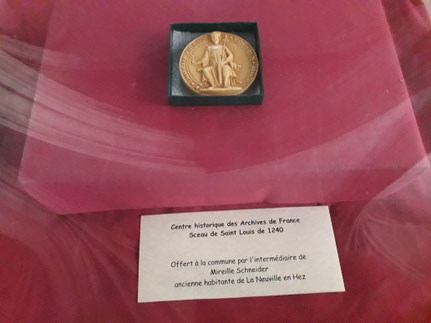 Centre historique des Archives de France
Sceau de Saint Louis de 1240
Offert à la commune par l'intermédiaire de
Mireille Schneider
ancienne habitante de La Neuville en Hez